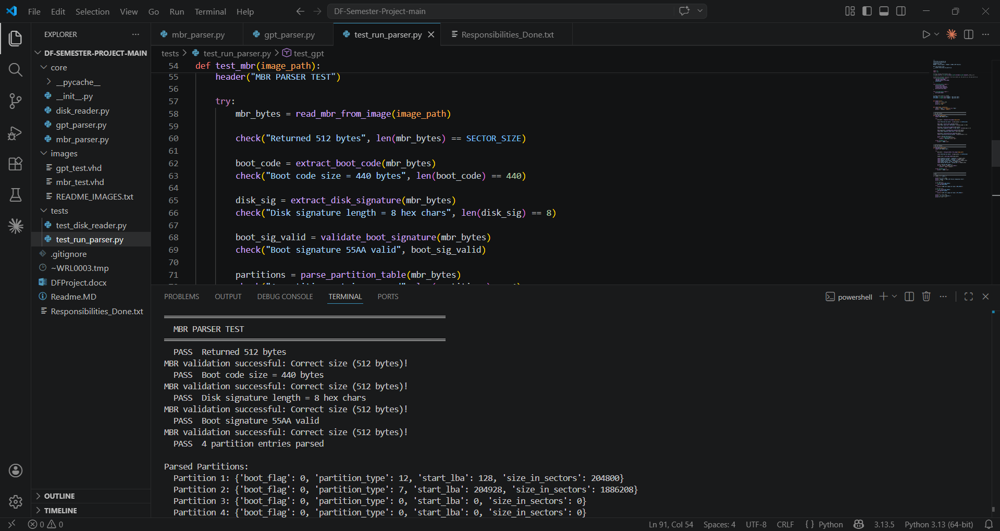 File Edit Selection View Go Run Terminal Help
DF-Semester-Project-main
EXPLORER
DF-SEMESTER-PROJECT-MAIN
core
__pycache__
__init__.py
disk_reader.py
gpt_parser.py
mbr_parser.py
images
gpt_test.vhd
mbr_test.vhd
README_IMAGES.txt
tests
test_disk_reader.py
test_run_parser.py
.gitignore
~WRL0003.tmp
DFProject.docx
Readme.MD
Responsibilities_Done.txt
OUTLINE
TIMELINE
mbr_parser.py gpt_parser.py test_run_parser.py Responsibilities_Done.txt
tests > test_run_parser.py > test_gpt
54 def test_mbr(image_path):
55 header("MBR PARSER TEST")
56
57 try:
58 mbr_bytes = read_mbr_from_image(image_path)
59
60 check("Returned 512 bytes", len(mbr_bytes) == SECTOR_SIZE)
61
62 boot_code = extract_boot_code(mbr_bytes)
63 check("Boot code size = 440 bytes", len(boot_code) == 440)
64
65 disk_sig = extract_disk_signature(mbr_bytes)
66 check("Disk signature length = 8 hex chars", len(disk_sig) == 8)
67
68 boot_sig_valid = validate_boot_signature(mbr_bytes)
69 check("Boot signature 55AA valid", boot_sig_valid)
70
71 partitions = parse_partition_table(mbr_bytes)
PROBLEMS OUTPUT DEBUG CONSOLE TERMINAL PORTS
powershell
MBR PARSER TEST
PASS Returned 512 bytes
MBR validation successful: Correct size (512 bytes)!
PASS Boot code size = 440 bytes
MBR validation successful: Correct size (512 bytes)!
PASS Disk signature length = 8 hex chars
MBR validation successful: Correct size (512 bytes)!
PASS Boot signature 55AA valid
MBR validation successful: Correct size (512 bytes)!
PASS 4 partition entries parsed
Parsed Partitions:
Partition 1: {'boot_flag': 0, 'partition_type': 12, 'start_lba': 128, 'size_in_sectors': 204800}
Partition 2: {'boot_flag': 0, 'partition_type': 7, 'start_lba': 204928, 'size_in_sectors': 1886208}
Partition 3: {'boot_flag': 0, 'partition_type': 0, 'start_lba': 0, 'size_in_sectors': 0}
Partition 4: {'boot_flag': 0, 'partition_type': 0, 'start_lba': 0, 'size_in_sectors': 0}
0 0 Ln 91, Col 54 Spaces: 4 UTF-8 CRLF { } Python 3.13.5 Python 3.13 (64-bit)